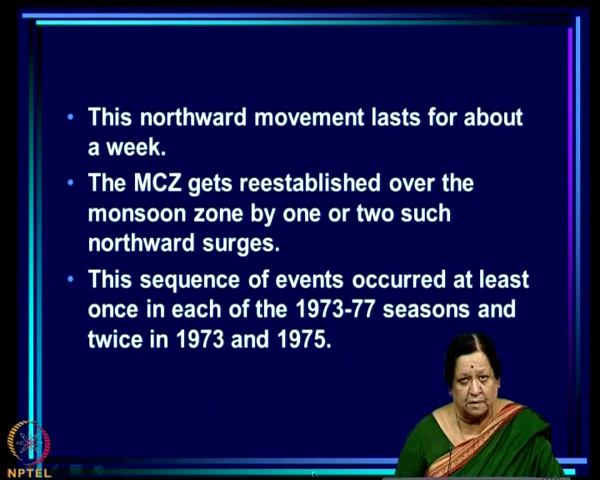 • This northward movement lasts for about
a week.
• The MCZ gets reestablished over the
monsoon zone by one or two such
northward surges.
• This sequence of events occurred at least
once in each of the 1973-77 seasons and
twice in 1973 and 1975.
NPTEL